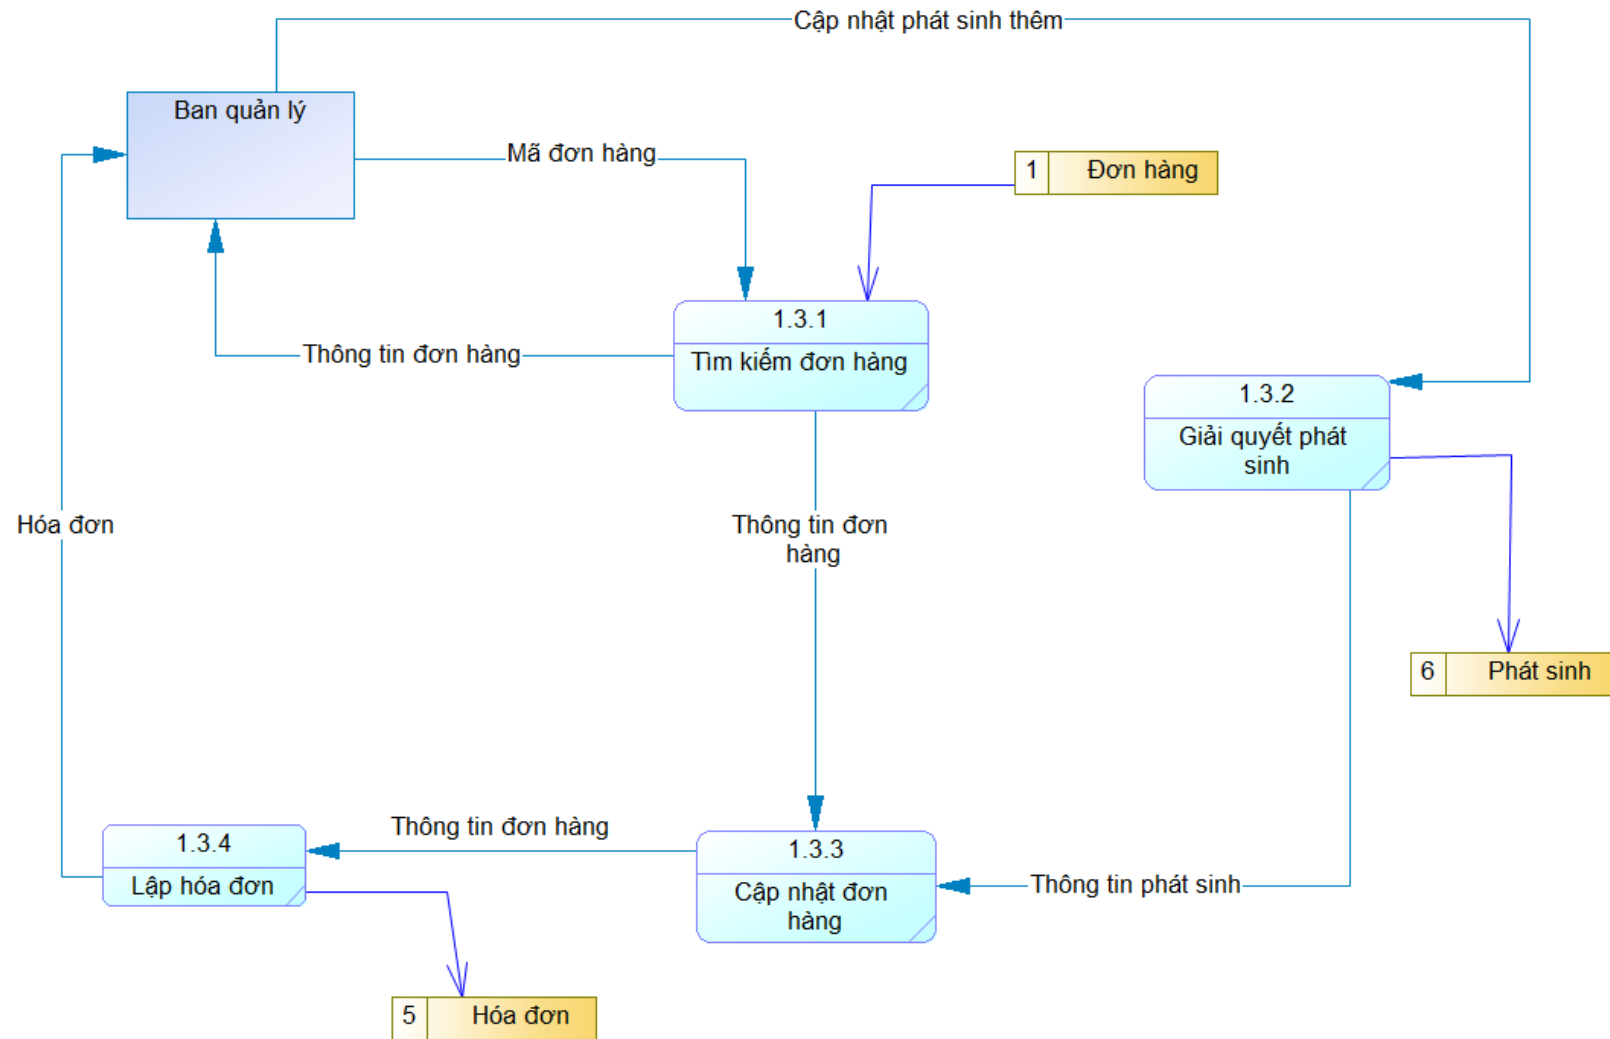 Cập nhật phát sinh thêm
Ban quản lý
Mã đơn hàng
1 Đơn hàng
1.3.1
Tìm kiếm đơn hàng
Thông tin đơn hàng
1.3.2
Giải quyết phát
sinh
Hóa đơn
Thông tin đơn
hàng
6 Phát sinh
1.3.4
Lập hóa đơn
Thông tin đơn hàng
1.3.3
Cập nhật đơn
hàng
Thông tin phát sinh
5 Hóa đơn